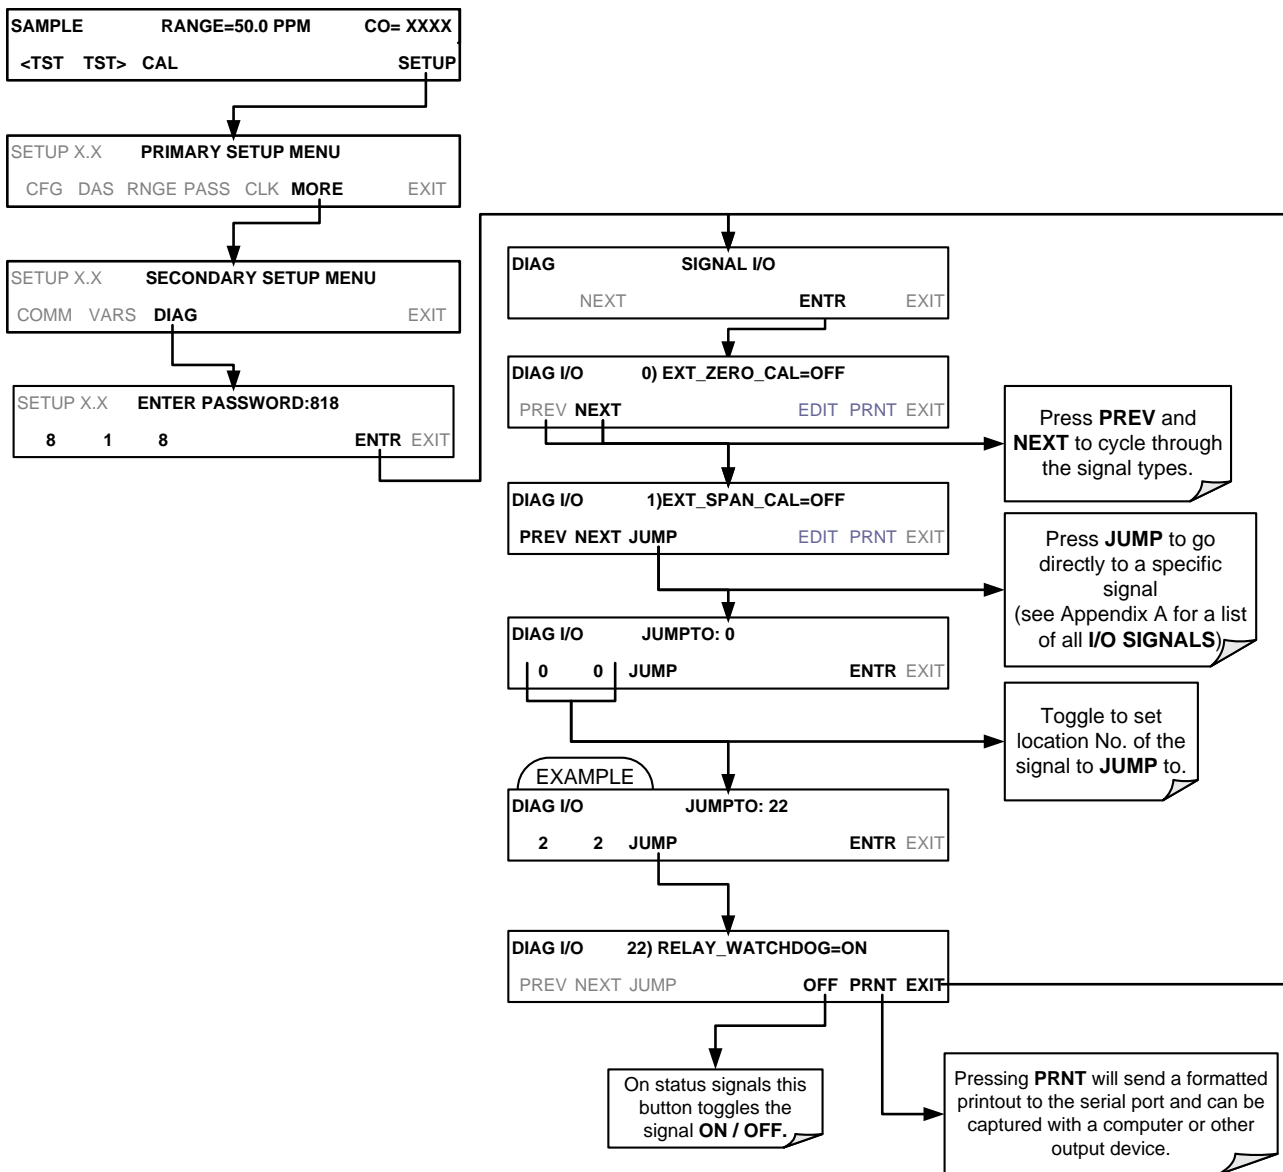 SAMPLE RANGE=50.0 PPM CO= XXXX
<TST TST> CAL SETUP
SETUP X.X PRIMARY SETUP MENU
CFG DAS RNGE PASS CLK MORE EXIT
SETUP X.X SECONDARY SETUP MENU
COMM VARS DIAG EXIT
SETUP X.X ENTER PASSWORD:818
8 1 8 ENTR EXIT
DIAG SIGNAL I/O
NEXT ENTR EXIT
DIAG I/O 0) EXT_ZERO_CAL=OFF
PREV NEXT EDIT PRNT EXIT
Press PREV and
NEXT to cycle through
the signal types.
DIAG I/O 1)EXT_SPAN_CAL=OFF
PREV NEXT JUMP EDIT PRNT EXIT
Press JUMP to go
directly to a specific
signal
(see Appendix A for a list
of all I/O SIGNALS)
DIAG I/O JUMPTO: 0
0 0 JUMP ENTR EXIT
Toggle to set
location No. of the
signal to JUMP to.
EXAMPLE
DIAG I/O JUMPTO: 22
2 2 JUMP ENTR EXIT
DIAG I/O 22) RELAY_WATCHDOG=ON
PREV NEXT JUMP OFF PRNT EXIT
On status signals this
button toggles the
signal ON / OFF.
Pressing PRNT will send a formatted
printout to the serial port and can be
captured with a computer or other
output device.